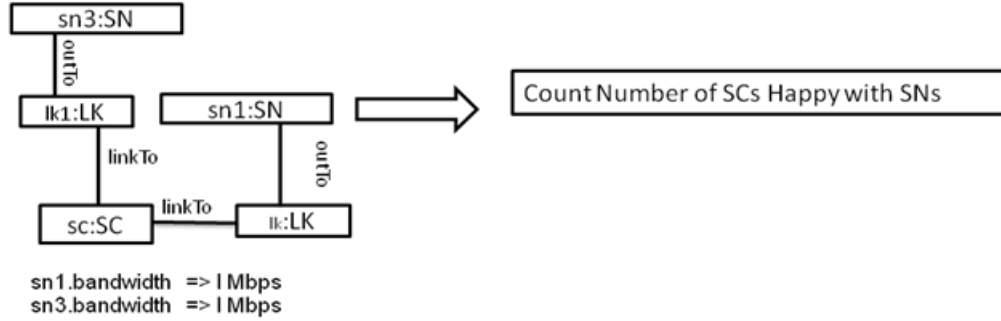 sn3:SN
outTo
lk1:LK
sn1:SN
Count Number of SCs Happy with SNs
linkTo
outTo
sc:SC
linkTo
lk:LK
sn1.bandwidth => I Mbps
sn3.bandwidth => I Mbps